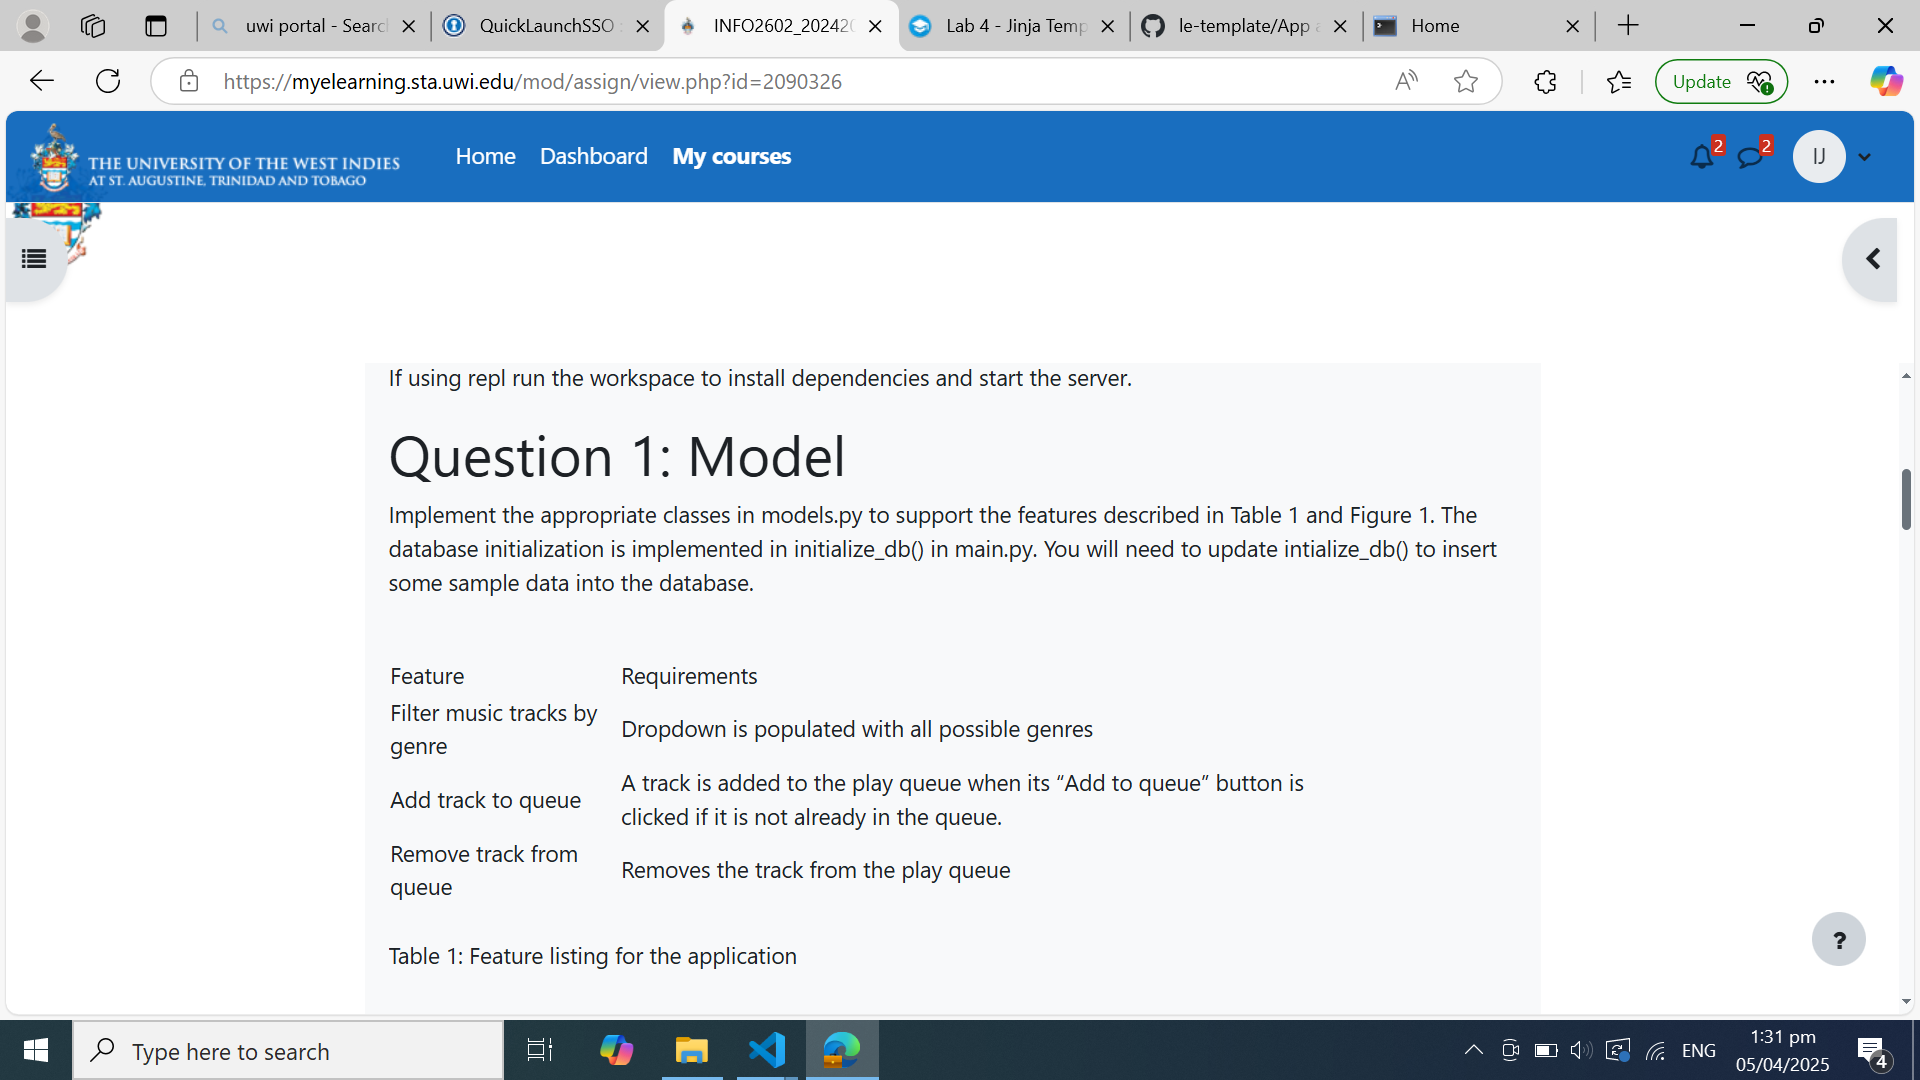 uwi portal - Searc
QuickLaunchSSO :
INFO2602_202420
Lab 4 - Jinja Temp
le-template/App a
Home
https://myelearning.sta.uwi.edu/mod/assign/view.php?id=2090326
Update
THE UNIVERSITY OF THE WEST INDIES
AT ST. AUGUSTINE, TRINIDAD AND TOBAGO
Home
Dashboard
My courses
2
2
IJ
If using repl run the workspace to install dependencies and start the server.
Question 1: Model
Implement the appropriate classes in models.py to support the features described in Table 1 and Figure 1. The
database initialization is implemented in initialize_db() in main.py. You will need to update intialize_db() to insert
some sample data into the database.
Feature
Requirements
Filter music tracks by
genre
Dropdown is populated with all possible genres
Add track to queue
A track is added to the play queue when its “Add to queue” button is
clicked if it is not already in the queue.
Remove track from
queue
Removes the track from the play queue
Table 1: Feature listing for the application
?
Type here to search
ENG
1:31 pm
05/04/2025
4